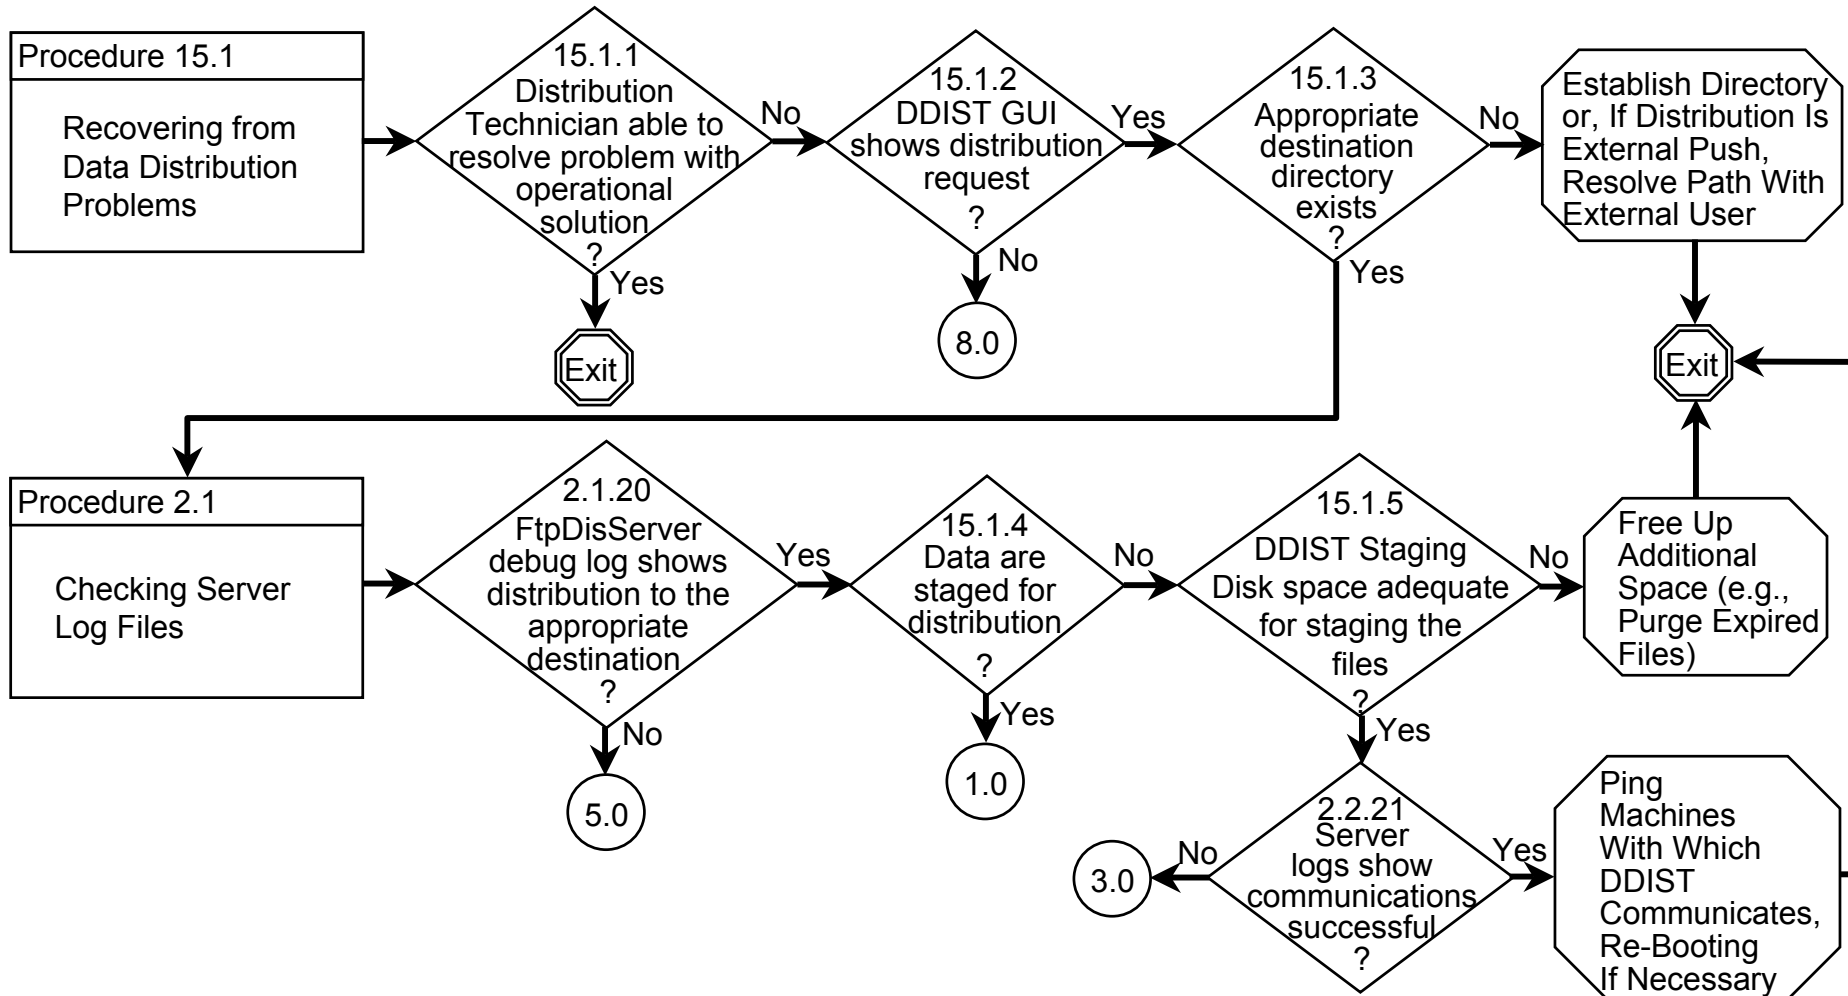 Procedure 15.1
Recovering from
Data Distribution
Problems
15.1.1
Distribution
Technician able to
resolve problem with
operational
solution
?
No
Yes
Exit
15.1.2
DDIST GUI
shows distribution
request
?
Yes
No
8.0
15.1.3
Appropriate
destination
directory
exists
?
No
Yes
Establish Directory
or, If Distribution Is
External Push,
Resolve Path With
External User
Exit
Procedure 2.1
Checking Server
Log Files
2.1.20
FtpDisServer
debug log shows
distribution to the
appropriate
destination
?
Yes
No
5.0
15.1.4
Data are
staged for
distribution
?
No
Yes
1.0
15.1.5
DDIST Staging
Disk space adequate
for staging the
files
?
No
Yes
Free Up
Additional
Space (e.g.,
Purge Expired
Files)
2.2.21
Server
logs show
communications
successful
?
No
3.0
Yes
Ping
Machines
With Which
DDIST
Communicates,
Re-Booting
If Necessary